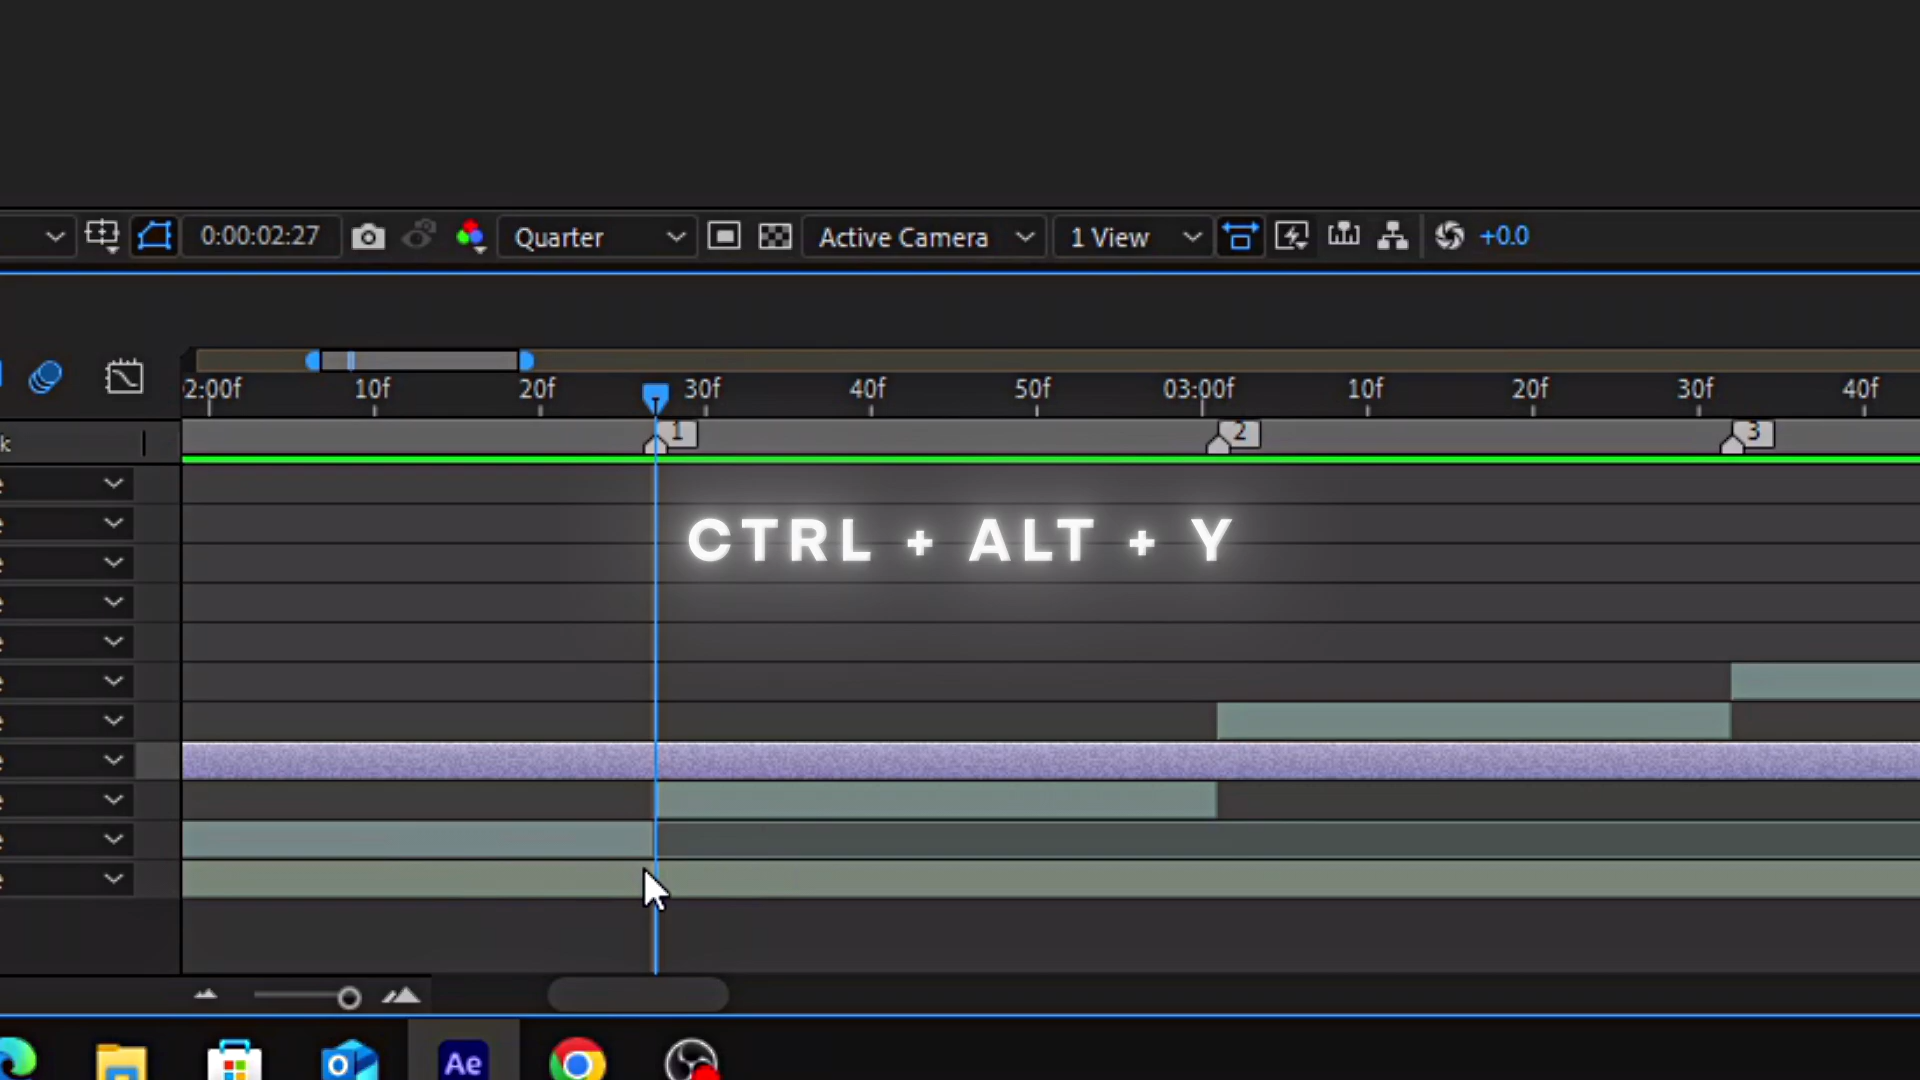 0:00:02:27 Quarter Active Camera 1 View +0.0
2:00f 10f 20f 30f 40f 50f 03:00f 10f 20f 30f 40f
k 1 2 3
CTRL + ALT + Y
Ae